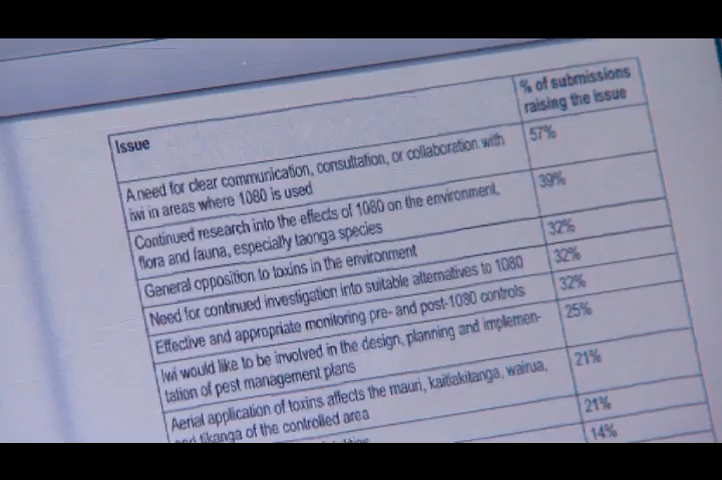 Issue
% of submissions
raising the issue
A need for clear communication, consultation, or collaboration with
iwi in areas where 1080 is used
57%
Continued research into the effects of 1080 on the environment,
flora and fauna, especially taonga species
39%
General opposition to toxins in the environment
32%
Need for continued investigation into suitable alternatives to 1080
32%
Effective and appropriate monitoring pre- and post-1080 controls
32%
Iwi would like to be involved in the design, planning and implemen-
tation of pest management plans
25%
Aerial application of toxins affects the mauri, kaitiakitanga, wairua,
and tikanga of the controlled area
21%
21%
14%